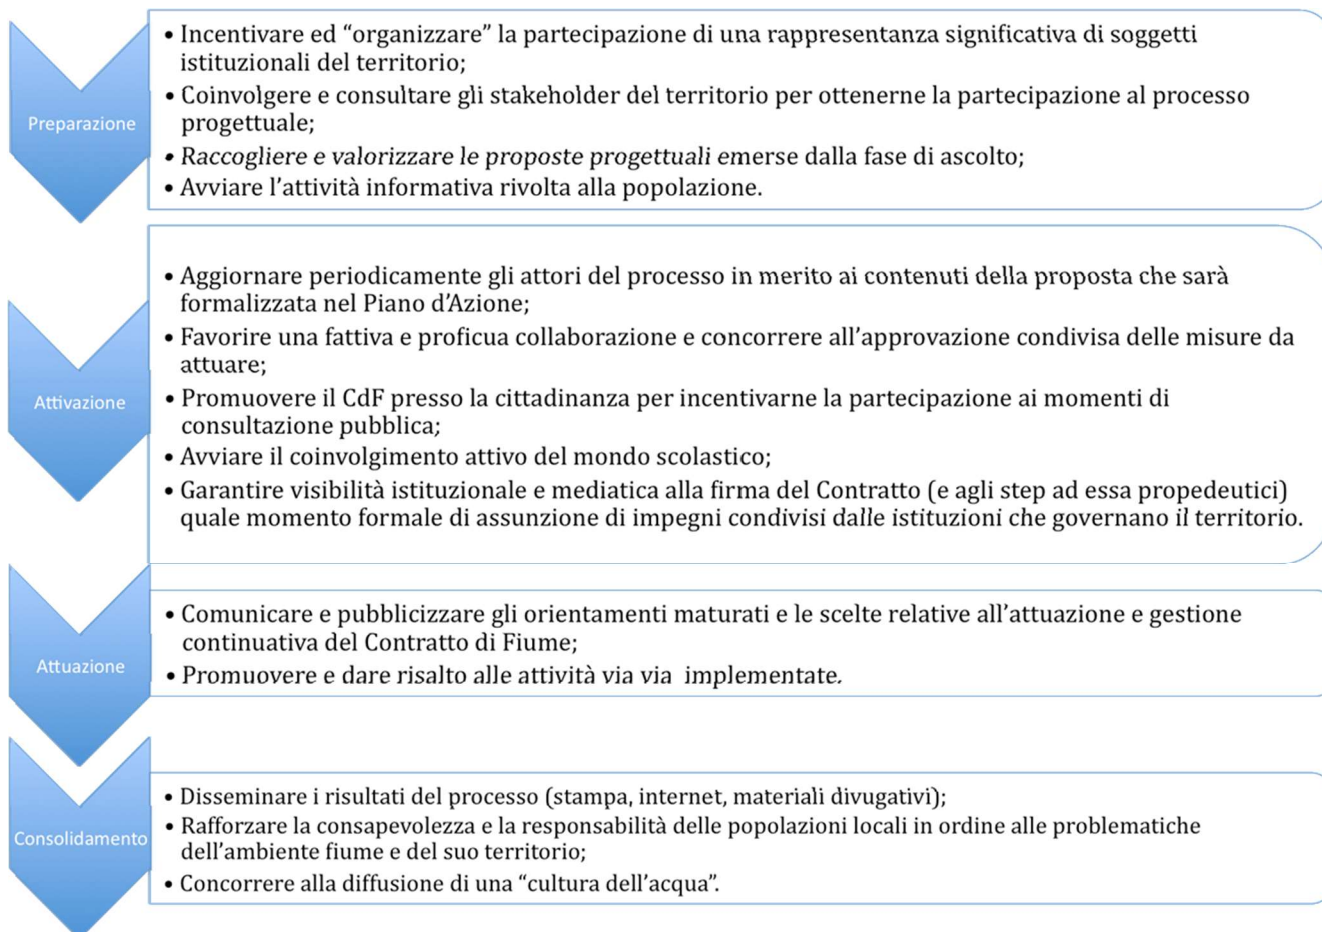 Preparazione
• Incentivare ed “organizzare” la partecipazione di una rappresentanza significativa di soggetti
istituzionali del territorio;
• Coinvolgere e consultare gli stakeholder del territorio per ottenerne la partecipazione al processo
progettuale;
• Raccogliere e valorizzare le proposte progettuali emerse dalla fase di ascolto;
• Avviare l’attività informativa rivolta alla popolazione.
Attivazione
• Aggiornare periodicamente gli attori del processo in merito ai contenuti della proposta che sarà
formalizzata nel Piano d’Azione;
• Favorire una fattiva e proficua collaborazione e concorrere all’approvazione condivisa delle misure da
attuare;
• Promuovere il CdF presso la cittadinanza per incentivarne la partecipazione ai momenti di
consultazione pubblica;
• Avviare il coinvolgimento attivo del mondo scolastico;
• Garantire visibilità istituzionale e mediatica alla firma del Contratto (e agli step ad essa propedeutici)
quale momento formale di assunzione di impegni condivisi dalle istituzioni che governano il territorio.
Attuazione
• Comunicare e pubblicizzare gli orientamenti maturati e le scelte relative all’attuazione e gestione
continuativa del Contratto di Fiume;
• Promuovere e dare risalto alle attività via via implementate.
Consolidamento
• Disseminare i risultati del processo (stampa, internet, materiali divugativi);
• Rafforzare la consapevolezza e la responsabilità delle popolazioni locali in ordine alle problematiche
dell’ambiente fiume e del suo territorio;
• Concorrere alla diffusione di una “cultura dell’acqua”.